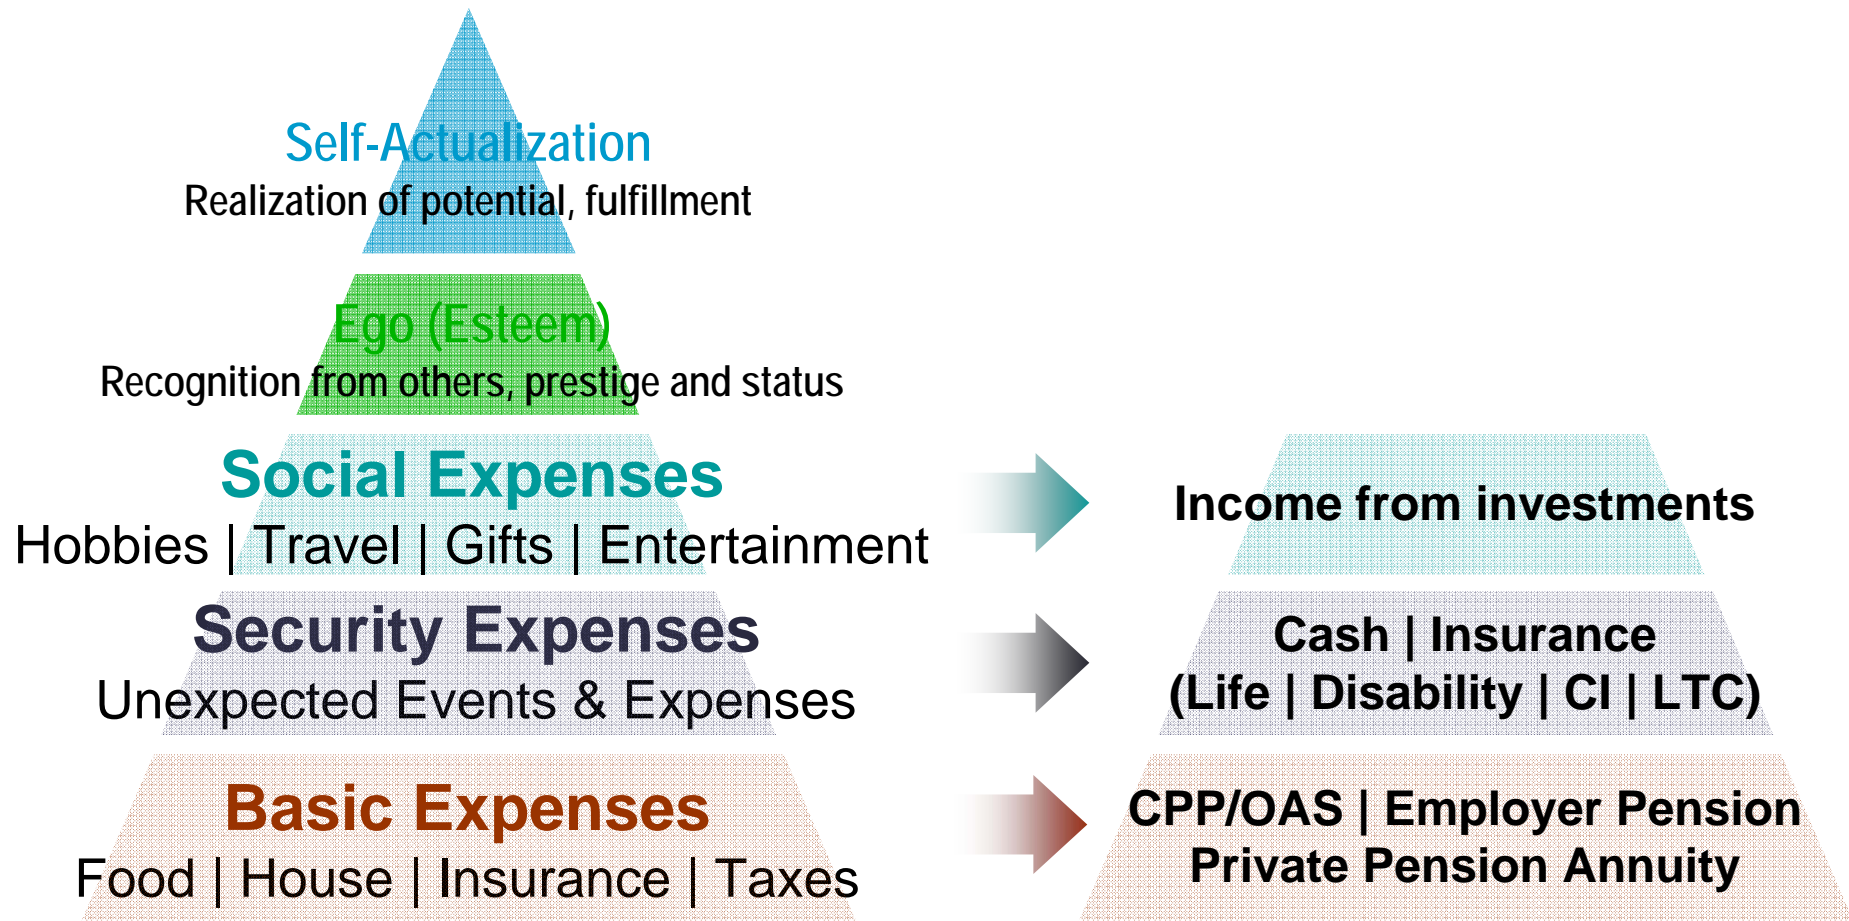 Self-Actualization
Realization of potential, fulfillment
Ego (Esteem)
Recognition from others, prestige and status
Social Expenses
Hobbies | Travel | Gifts | Entertainment
Income from investments
Security Expenses
Unexpected Events & Expenses
Cash | Insurance
(Life | Disability | CI | LTC)
Basic Expenses
Food | House | Insurance | Taxes
CPP/OAS | Employer Pension
Private Pension Annuity